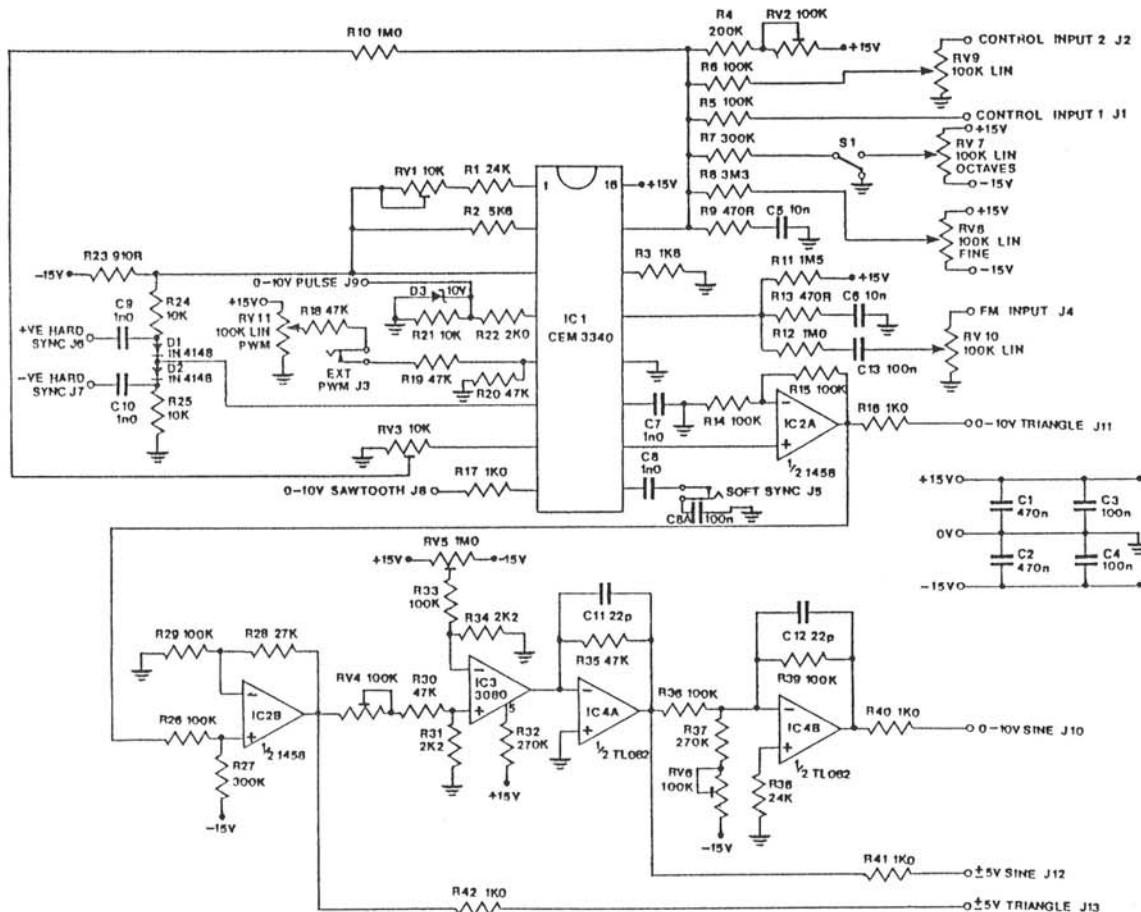 R10 1M0
R4
200K
RV2 100K
+15V
CONTROL INPUT 2 J2
RV9
100K LIN
R6 100K
R5 100K
CONTROL INPUT 1 J1
R7 300K
S1
+15V
RV 7
100K LIN
OCTAVES
-15V
R8 3M3
R9 470R
C5 10n
+15V
RV8
100K LIN
FINE
-15V
RV1 10K
R1 24K
1
16
+15V
R2 5K6
R3 1K8
R23 910R
-15V
0-10V PULSE J9
R11 1M5
+15V
C9
1n0
R24
10K
+15V
RV 11
100K LIN
PWM
R18 47K
D3
10V
R21 10K
R22 2K0
IC 1
CEM 3340
R13 470R
C6 10n
R12 1M0
C13 100n
FM INPUT J4
RV 10
100K LIN
+VE HARD
SYNC J6
D1
IN 4148
D2
IN 4148
-VE HARD
SYNC J7
C10
1n0
R25
10K
EXT
PWM J3
R19 47K
R20 47K
R15 100K
C7
1n0
R14 100K
IC2A
½ 1458
R16 1K0
0-10V TRIANGLE J11
RV3 10K
R17 1K0
0-10V SAWTOOTH J8
C8
1n0
SOFT SYNC J5
C8A
100n
+15V
C1
470n
C3
100n
0V
C2
470n
C4
100n
-15V
RV5 1M0
+15V
-15V
R33
100K
R34 2K2
C11 22p
R35 47K
C12 22p
R39 100K
R29 100K
R28 27K
IC2B
½ 1458
R26 100K
R27
300K
-15V
RV4 100K
R30
47K
R31
2K2
IC3
3080
5
R32
270K
+15V
IC4A
½ TL082
R36 100K
R37
270K
RV6
100K
-15V
IC4B
½ TL082
R38
24K
R40 1K0
0-10V SINE J10
R41 1K0
±5V SINE J12
R42 1K0
±5V TRIANGLE J13